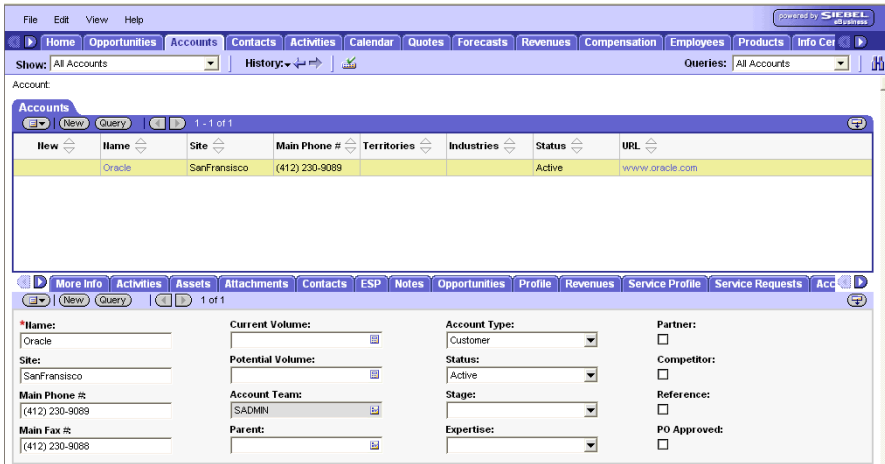 File Edit View Help powered by SIEBEL eBusiness
Home Opportunities Accounts Contacts Activities Calendar Quotes Forecasts Revenues Compensation Employees Products Info Cer
Show: All Accounts History: Queries: All Accounts
Account:
Accounts
New Query 1 - 1 of 1
New Name Site Main Phone # Territories Industries Status URL
Oracle SanFransisco (412) 230-9089 Active www.oracle.com
More Info Activities Assets Attachments Contacts ESP Notes Opportunities Profile Revenues Service Profile Service Requests Acc
New Query 1 of 1
*Name: Current Volume: Account Type: Partner:
Oracle Customer
Site: Potential Volume: Status: Competitor:
SanFransisco Active
Main Phone #: Account Team: Stage: Reference:
(412) 230-9089 SADMIN
Main Fax #: Parent: Expertise: PO Approved:
(412) 230-9088